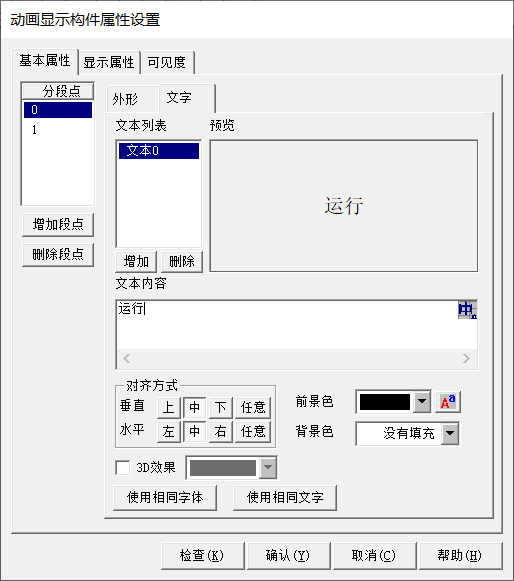 动画显示构件属性设置
基本属性 显示属性 可见度
分段点
0
1
增加段点
删除段点
外形 文字
文本列表 预览
文本0
运行
增加 删除
文本内容
运行
中
对齐方式
垂直 上 中 下 任意
水平 左 中 右 任意
前景色 Aa
背景色 没有填充
3D效果
使用相同字体 使用相同文字
检查(K) 确认(Y) 取消(C) 帮助(H)